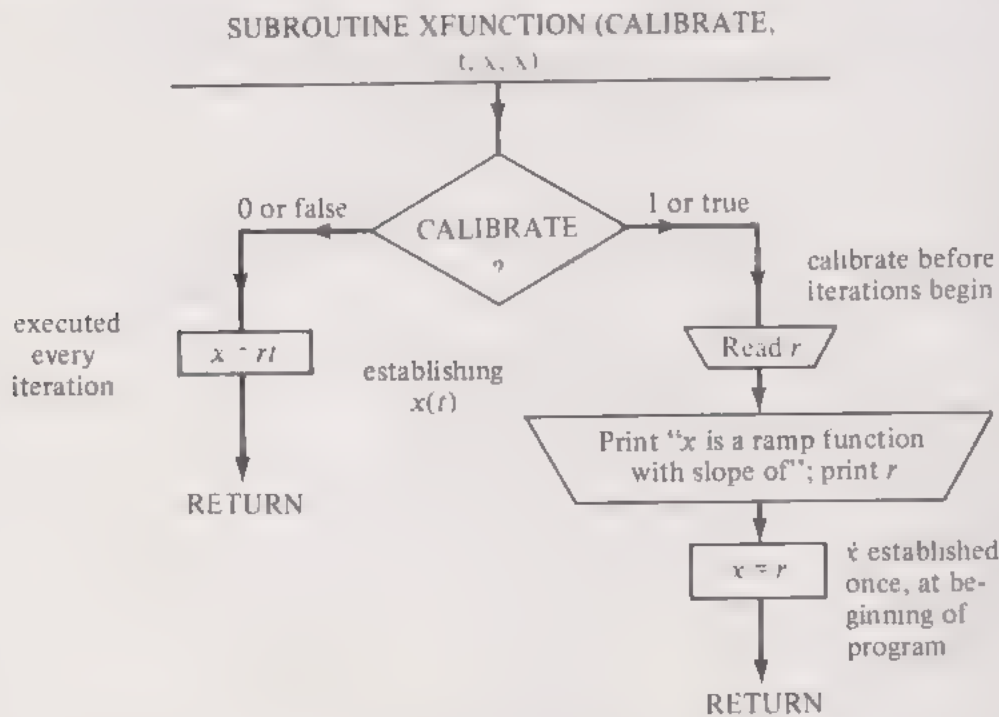 SUBROUTINE XFUNCTION (CALIBRATE,
t, x, x)
0 or false
CALIBRATE
?
1 or true
calibrate before
iterations begin
executed
every
iteration
x = rt
establishing
x(t)
Read r
Print “x is a ramp function
with slope of”; print r
RETURN
x = r
ẋ established
once, at be-
ginning of
program
RETURN